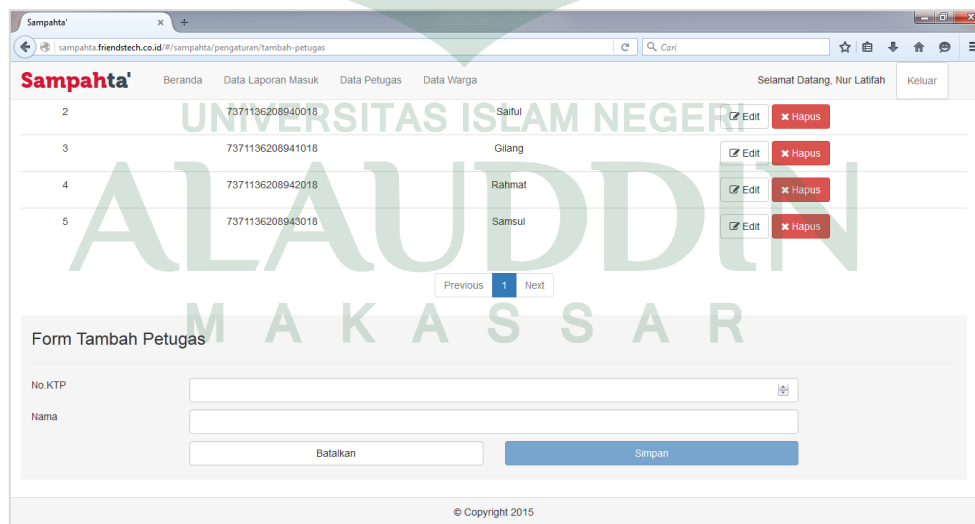 Sampahta'
sampahta.friendstech.co.id/#/sampahta/pengaturan/tambah-petugas
Cari
Sampahta' Beranda Data Laporan Masuk Data Petugas Data Warga Selamat Datang, Nur Latifah Keluar
UNIVERSITAS ISLAM NEGERI
2 7371136208940018 Saiful Edit Hapus
3 7371136208941018 Gilang Edit Hapus
4 7371136208942018 Rahmat Edit Hapus
5 7371136208943018 Samsul Edit Hapus
ALAUDDIN
Previous 1 Next
MAKASSAR
Form Tambah Petugas
No.KTP
Nama
Batalkan Simpan
© Copyright 2015